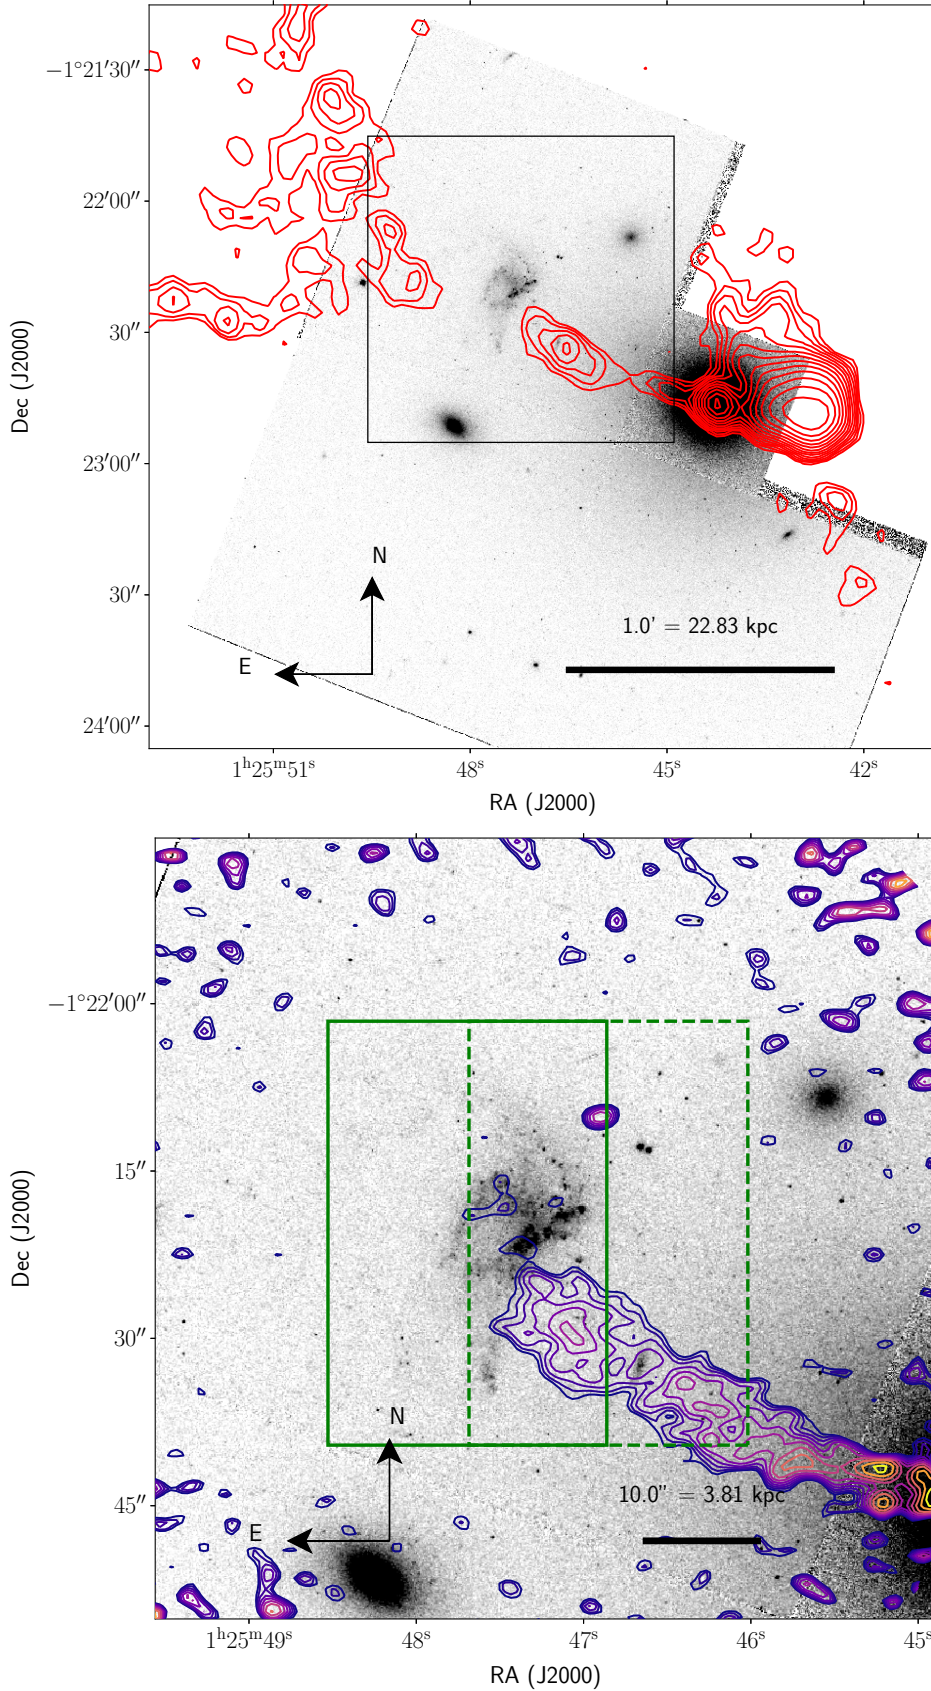 −1°21′30″
22′00″
30″
23′00″
30″
24′00″
Dec (J2000)
N
E
1.0' = 22.83 kpc
1ʰ25ᵐ51ˢ
48ˢ
45ˢ
42ˢ
RA (J2000)
−1°22′00″
15″
30″
45″
Dec (J2000)
N
E
10.0" = 3.81 kpc
1ʰ25ᵐ49ˢ
48ˢ
47ˢ
46ˢ
45ˢ
RA (J2000)